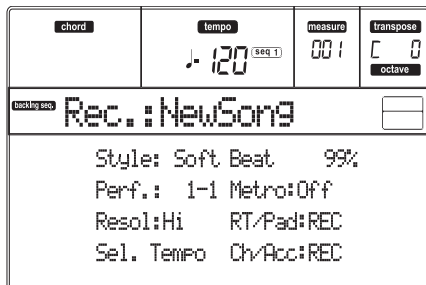 chord tempo measure transpose
♩= 120 seq 1 001 C 0
octave
backing seq. Rec.:NewSong
Style: Soft Beat 99%
Perf.: 1-1 Metro:Off
Resol:Hi RT/Pad:REC
Sel. Tempo Ch/Acc:REC